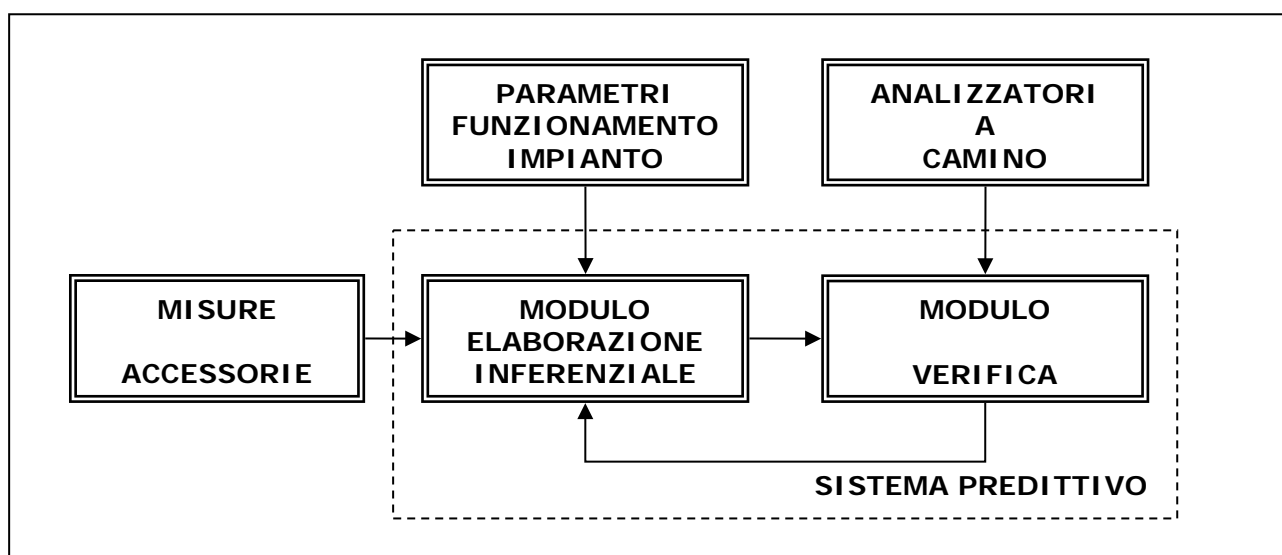 PARAMETRI
FUNZIONAMENTO
IMPIANTO
ANALIZZATORI
A
CAMINO
MISURE
ACCESSORIE
MODULO
ELABORAZIONE
INFERENZIALE
MODULO
VERIFICA
SISTEMA PREDITTIVO